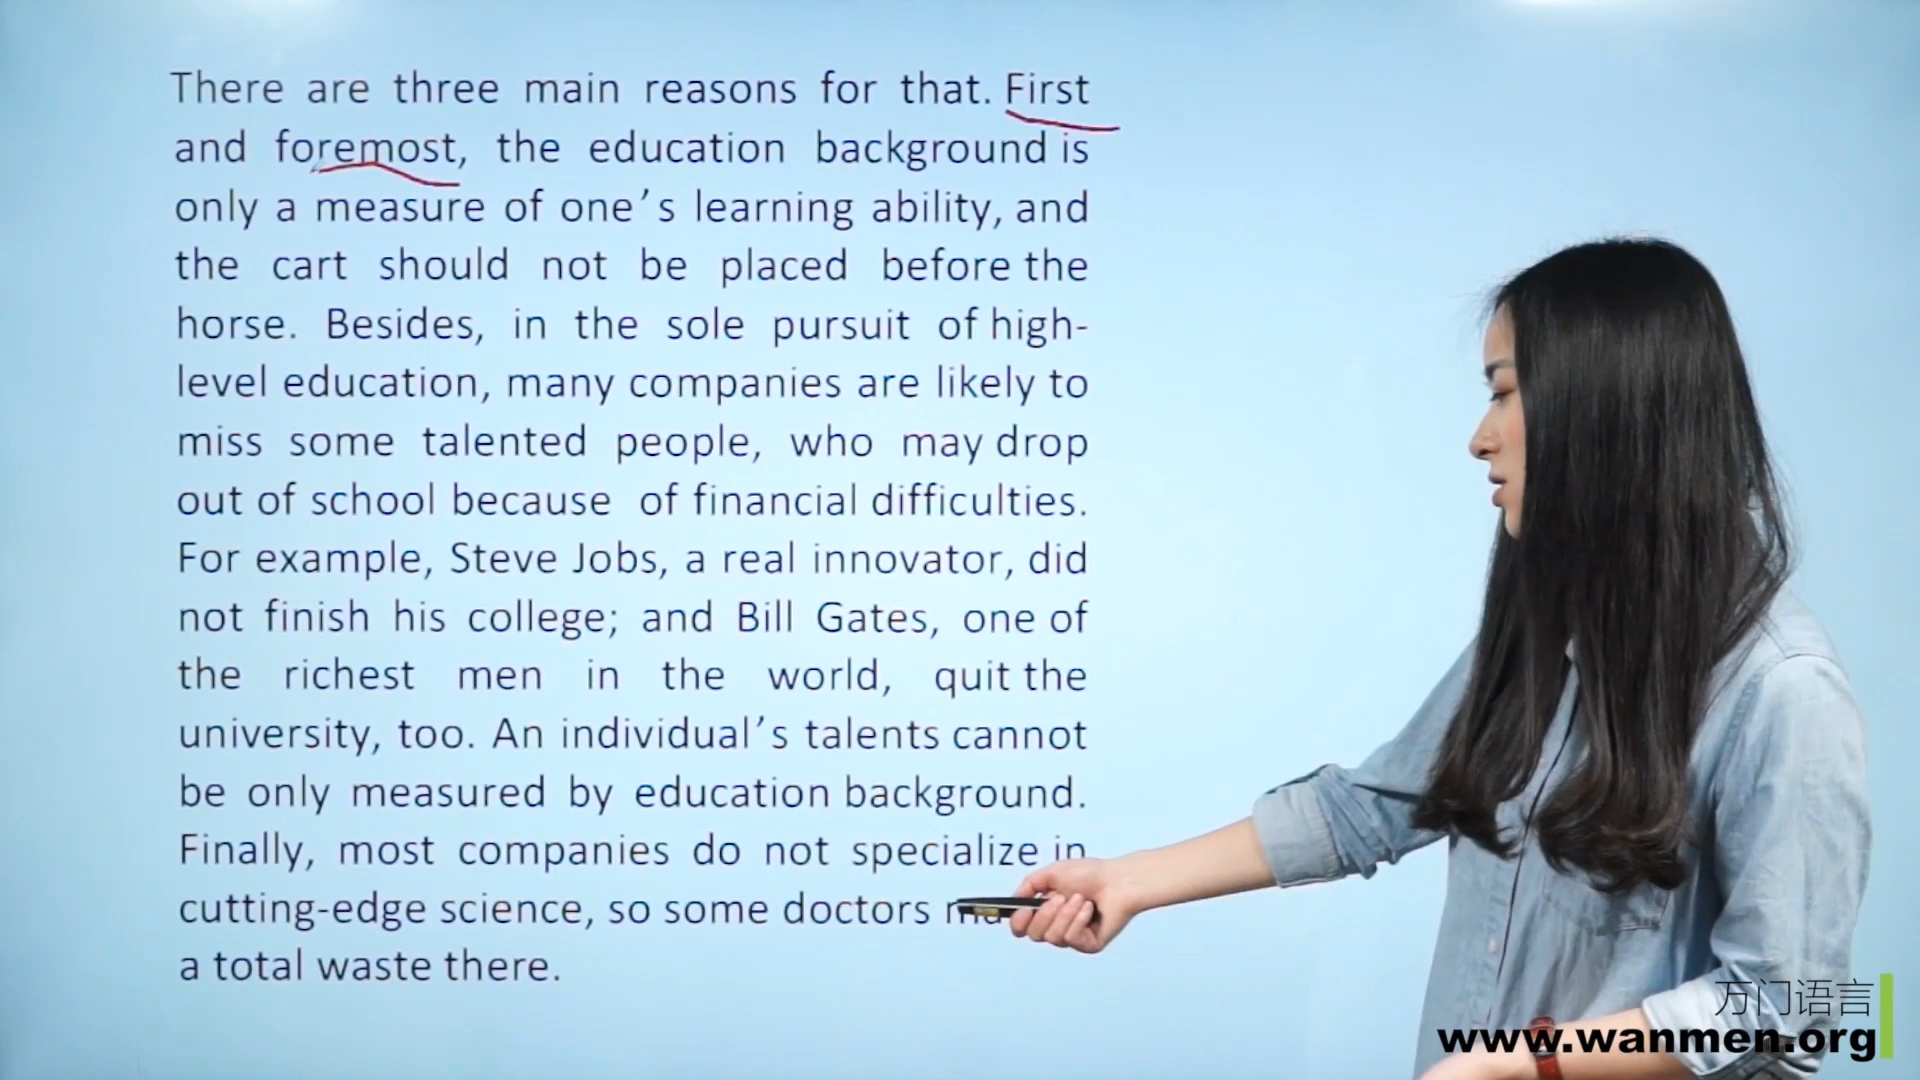 There are three main reasons for that. First
and foremost, the education background is
only a measure of one’s learning ability, and
the cart should not be placed before the
horse. Besides, in the sole pursuit of high-
level education, many companies are likely to
miss some talented people, who may drop
out of school because of financial difficulties.
For example, Steve Jobs, a real innovator, did
not finish his college; and Bill Gates, one of
the richest men in the world, quit the
university, too. An individual’s talents cannot
be only measured by education background.
Finally, most companies do not specialize in
cutting-edge science, so some doctors
a total waste there.
万门语言
www.wanmen.org